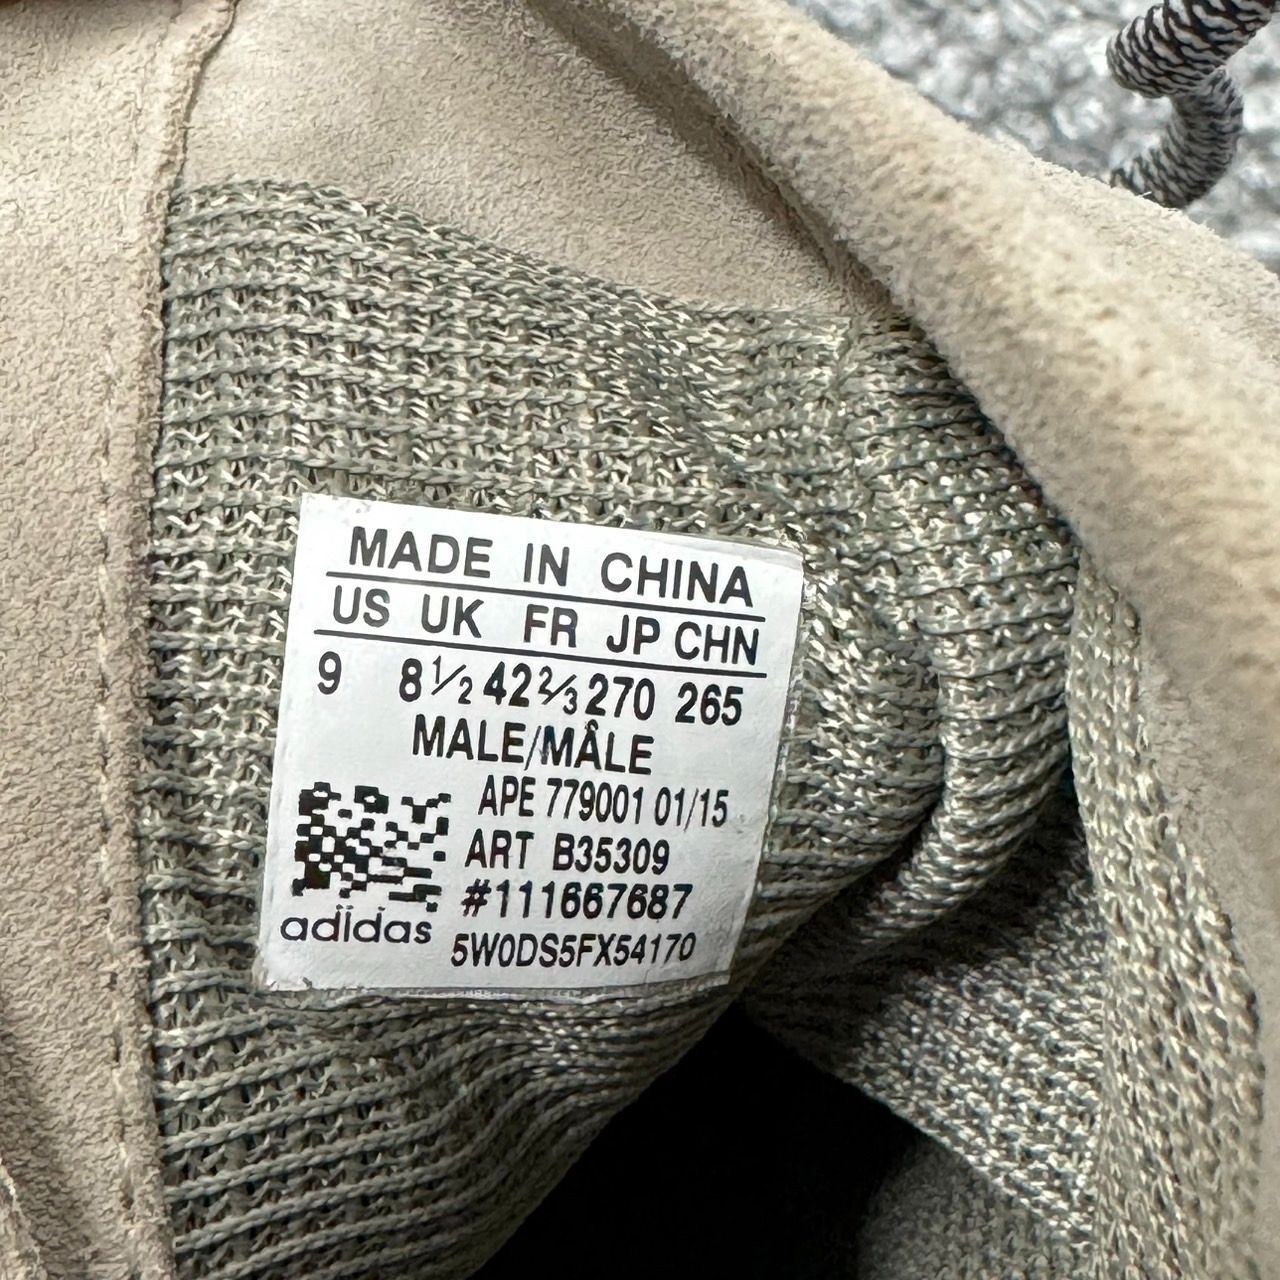 MADE IN CHINA
US UK FR JP CHN
9 8½ 42⅔ 270 265
MALE/MÂLE
APE 779001 01/15
ART B35309
#111667687
adidas 5W0DS5FX54170